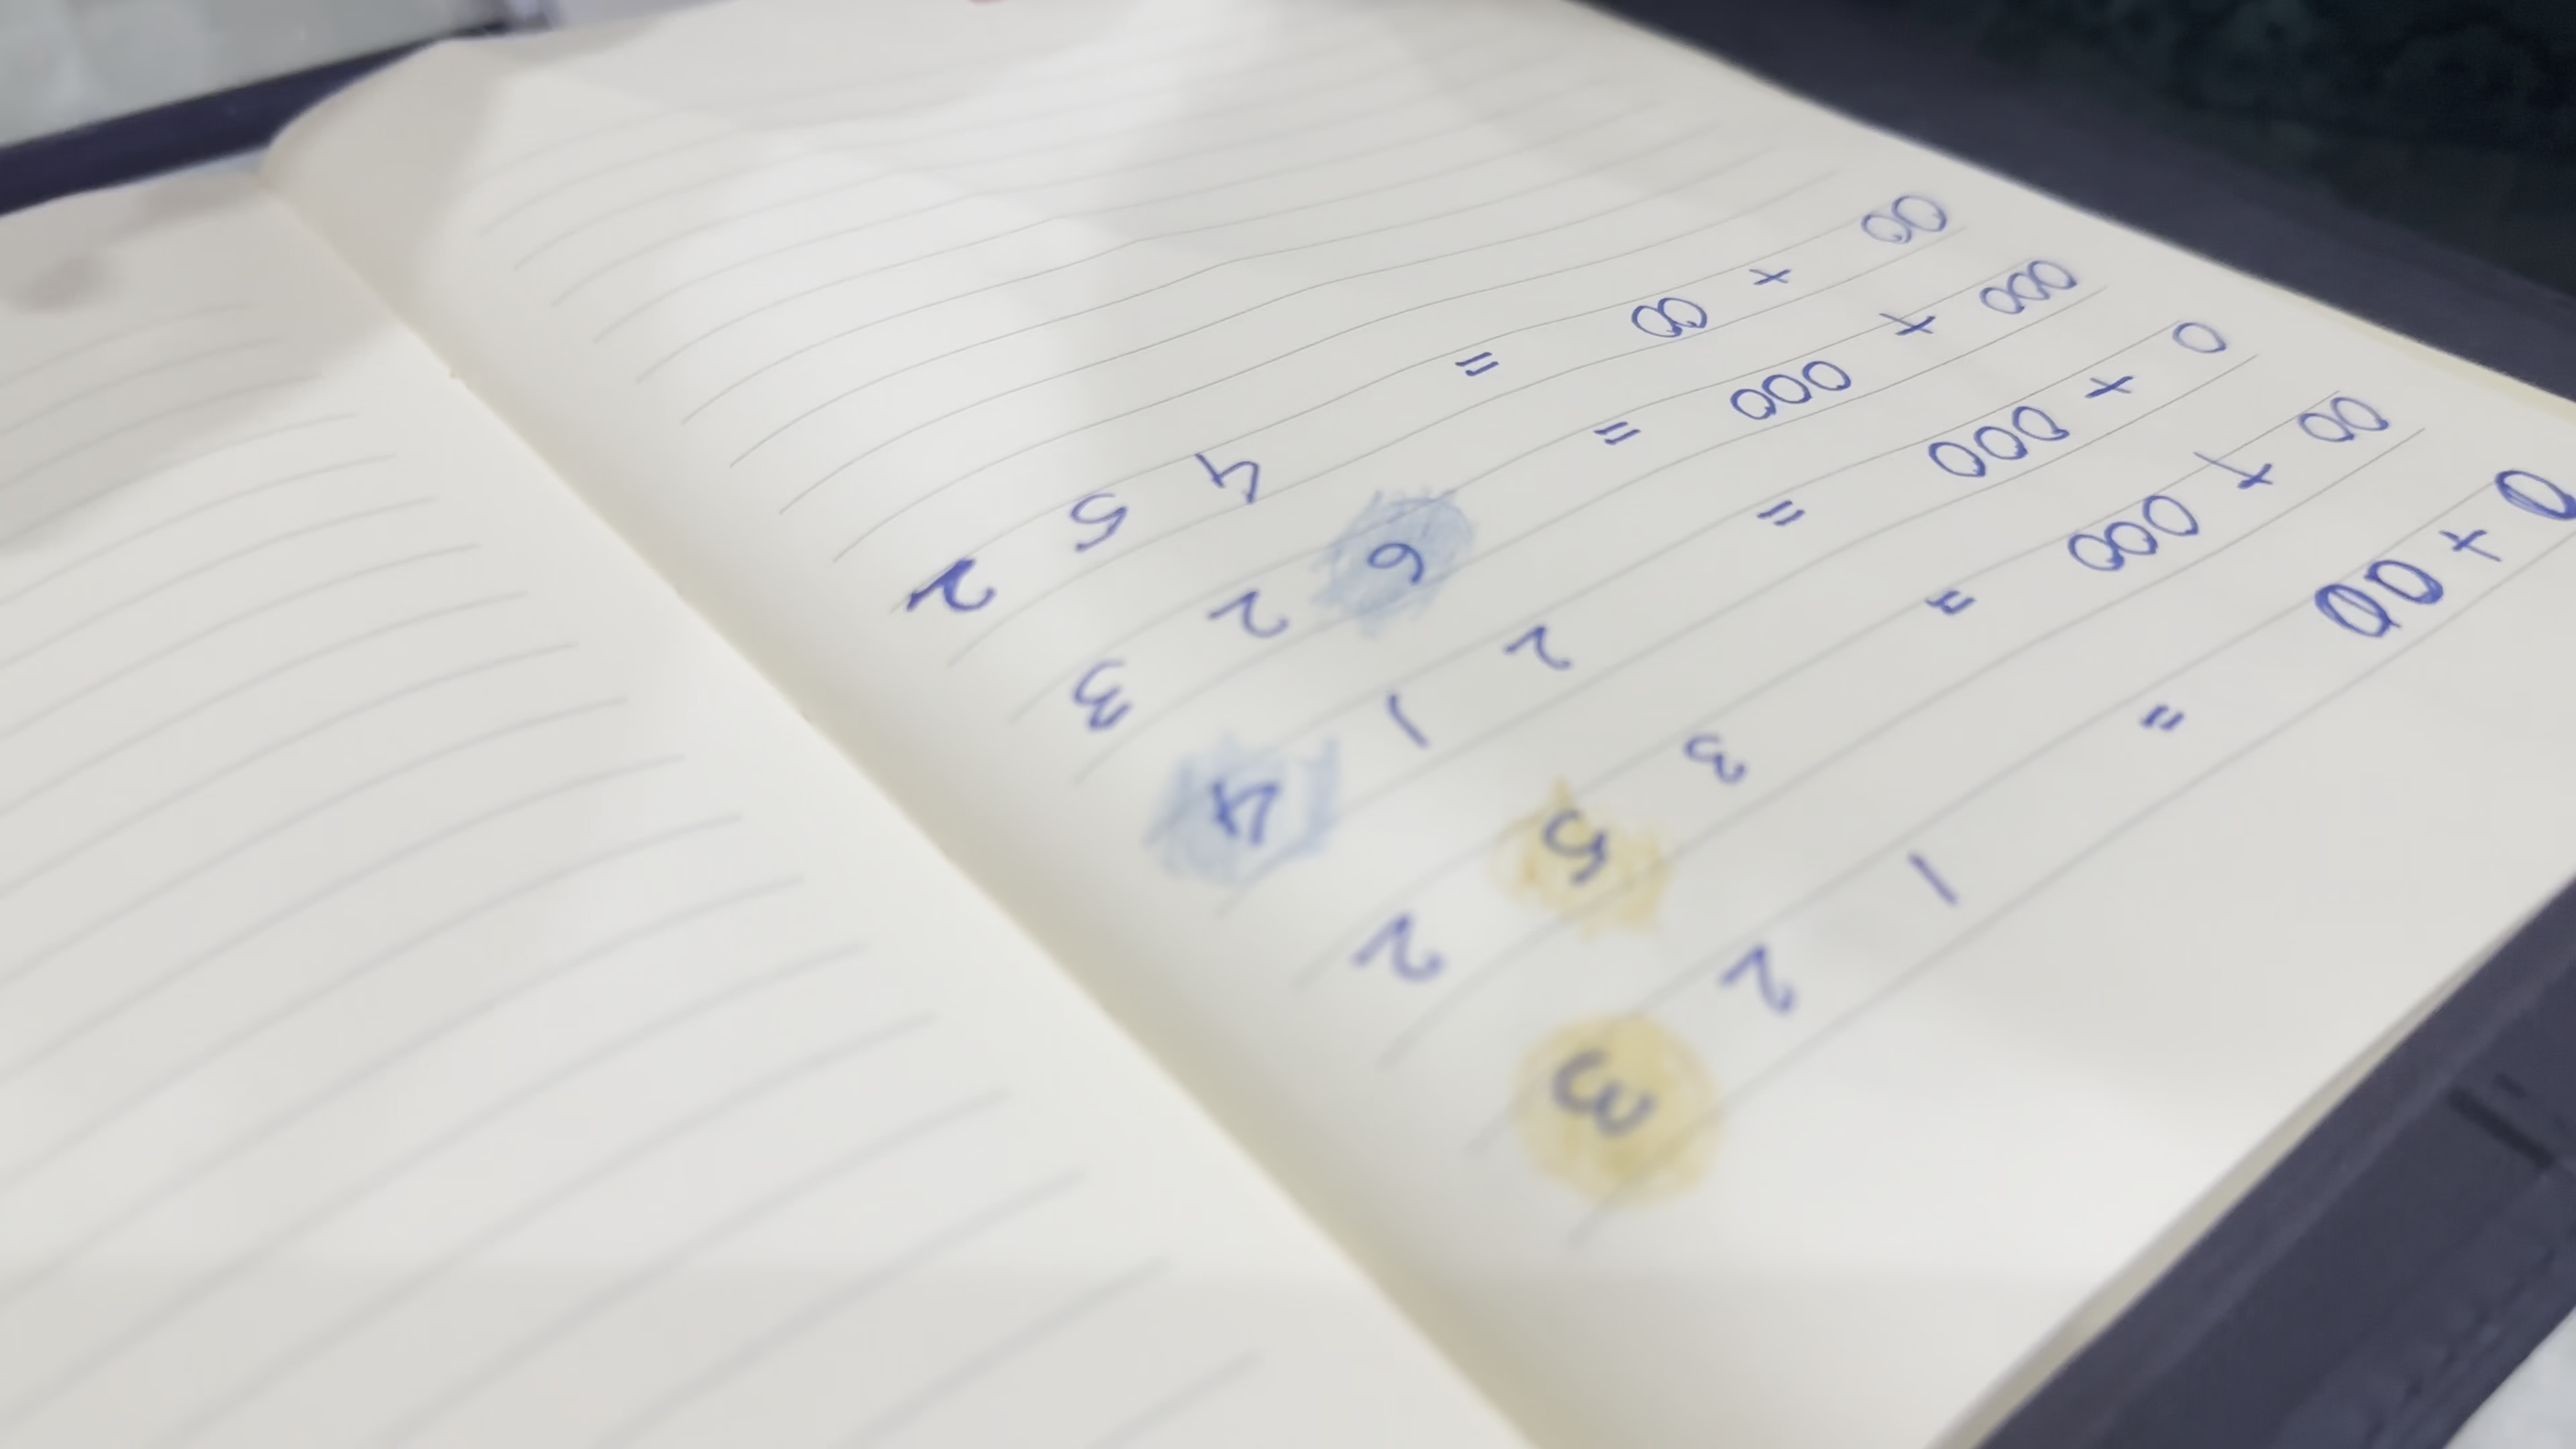 0 + 00 = 1 2 3
00 + 000 = 3 5 2
0 + 000 = 2 1 4
000 + 000 = 6 2 3
00 + 00 = 4 5 2